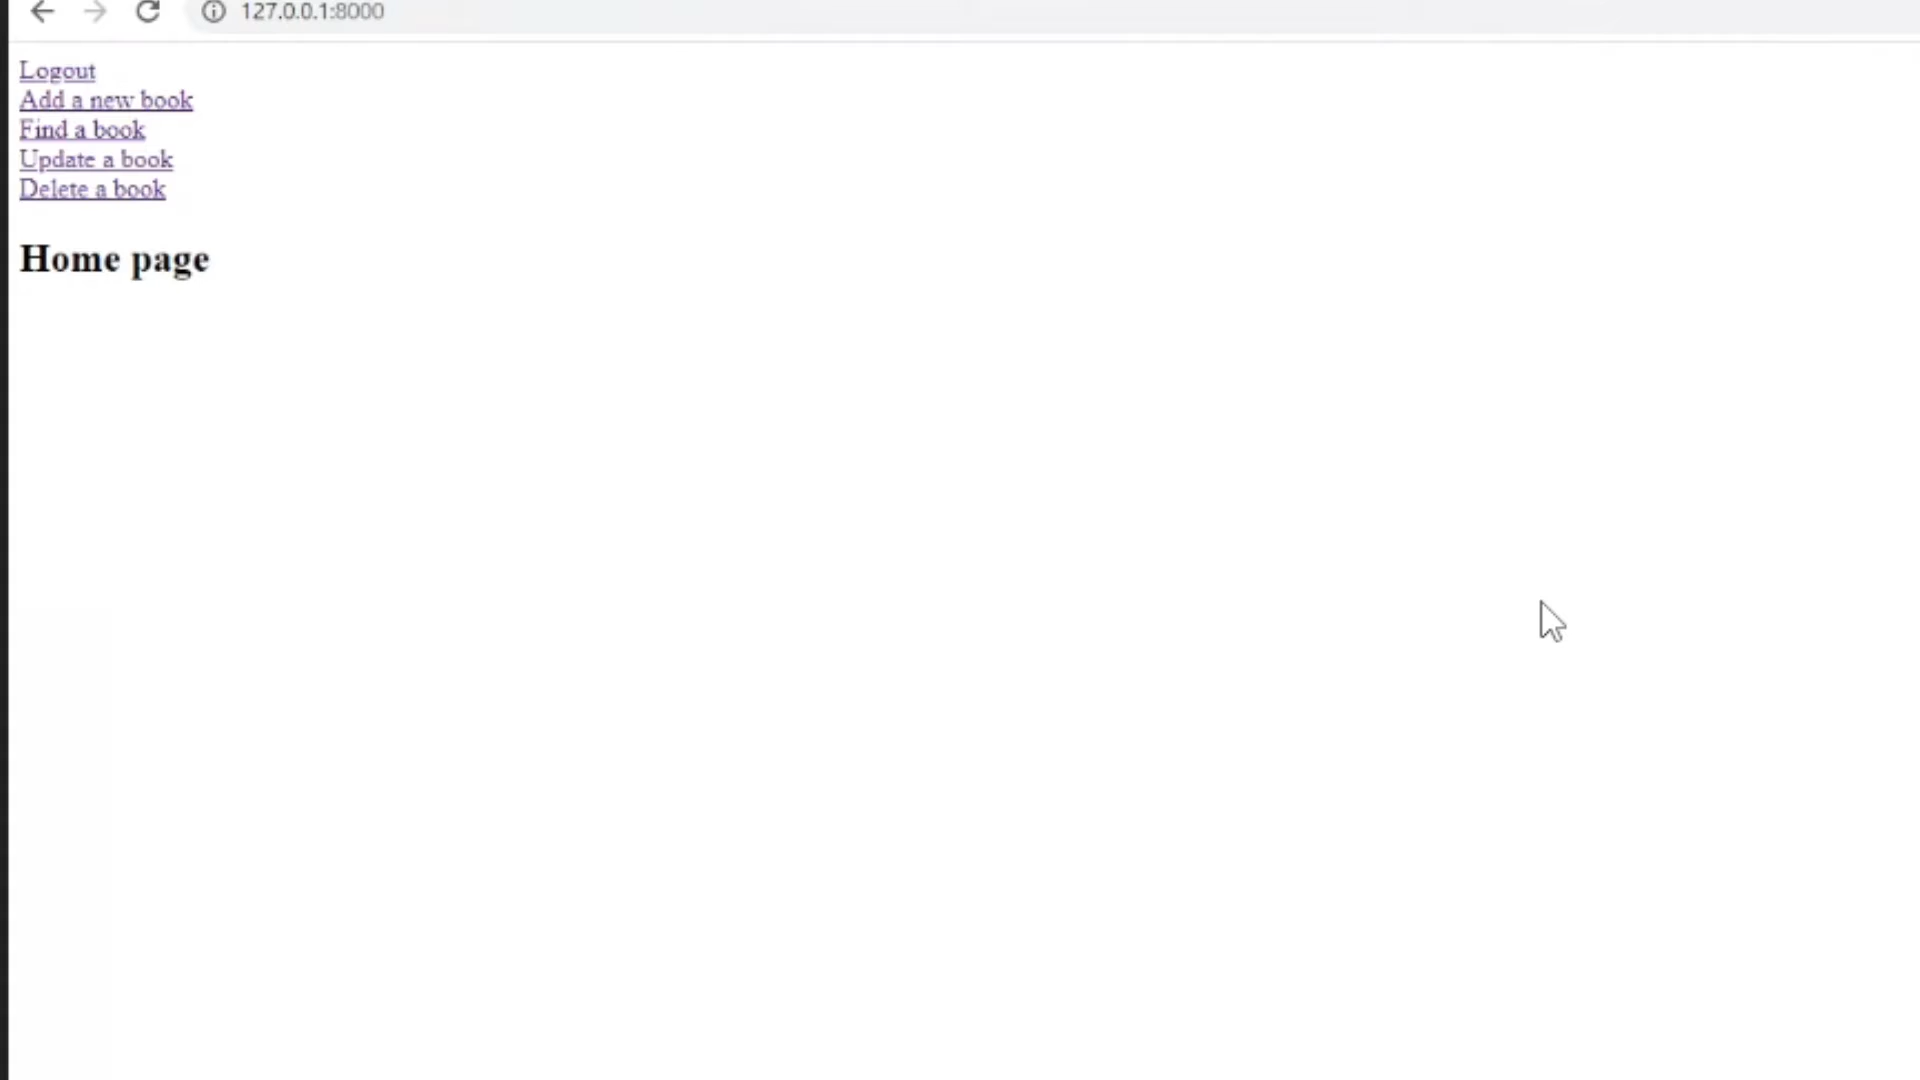 127.0.0.1:8000
Logout
Add a new book
Find a book
Update a book
Delete a book
Home page